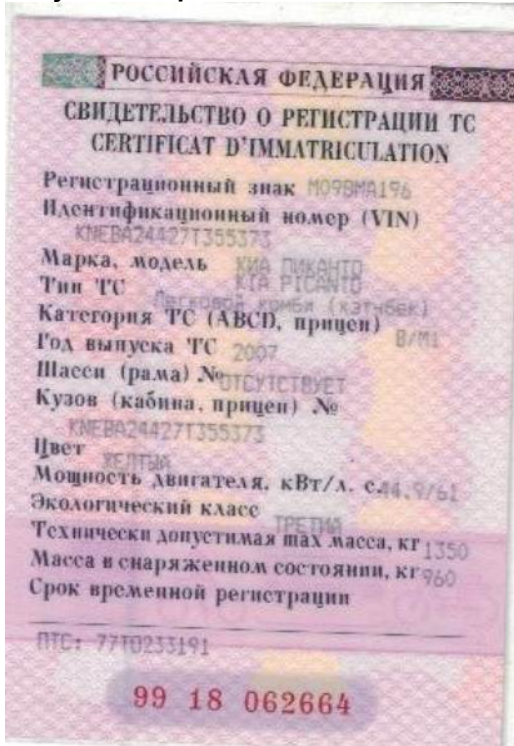 РОССИЙСКАЯ ФЕДЕРАЦИЯ
СВИДЕТЕЛЬСТВО О РЕГИСТРАЦИИ ТС
CERTIFICAT D'IMMATRICULATION
Регистрационный знак М098МА196
Идентификационный номер (VIN)
KNEBA24427T355373
Марка, модель КИА ПИКАНТО
Тип ТС KIA PICANTO
Легковой комби (хэтчбек)
Категория ТС (ABCD, прицеп) B/M1
Год выпуска ТС 2007
Шасси (рама) № ОТСУТСТВУЕТ
Кузов (кабина, прицеп) №
KNEBA24427T355373
Цвет ЖЕЛТЫЙ
Мощность двигателя, кВт/л. с. 44.9/61
Экологический класс ТРЕТИЙ
Технически допустимая max масса, кг 1350
Масса в снаряженном состоянии, кг 960
Срок временной регистрации
ПТС: 77ТО233191
99 18 062664